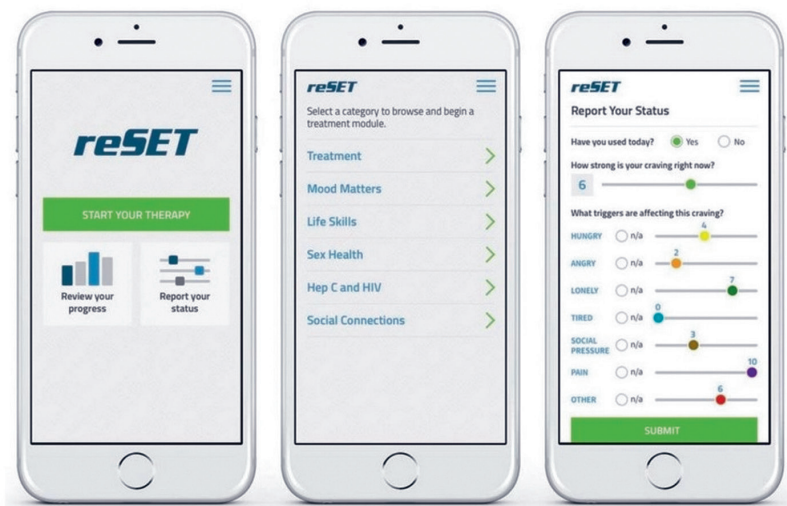 reSET
START YOUR THERAPY
Review your
progress
Report your
status
reSET
Select a category to browse and begin a
treatment module.
Treatment
Mood Matters
Life Skills
Sex Health
Hep C and HIV
Social Connections
reSET
Report Your Status
Have you used today? Yes No
How strong is your craving right now?
6
What triggers are affecting this craving?
4
HUNGRY n/a
2
ANGRY n/a
7
LONELY n/a
0
TIRED n/a
3
SOCIAL
PRESSURE n/a
10
PAIN n/a
6
OTHER n/a
SUBMIT